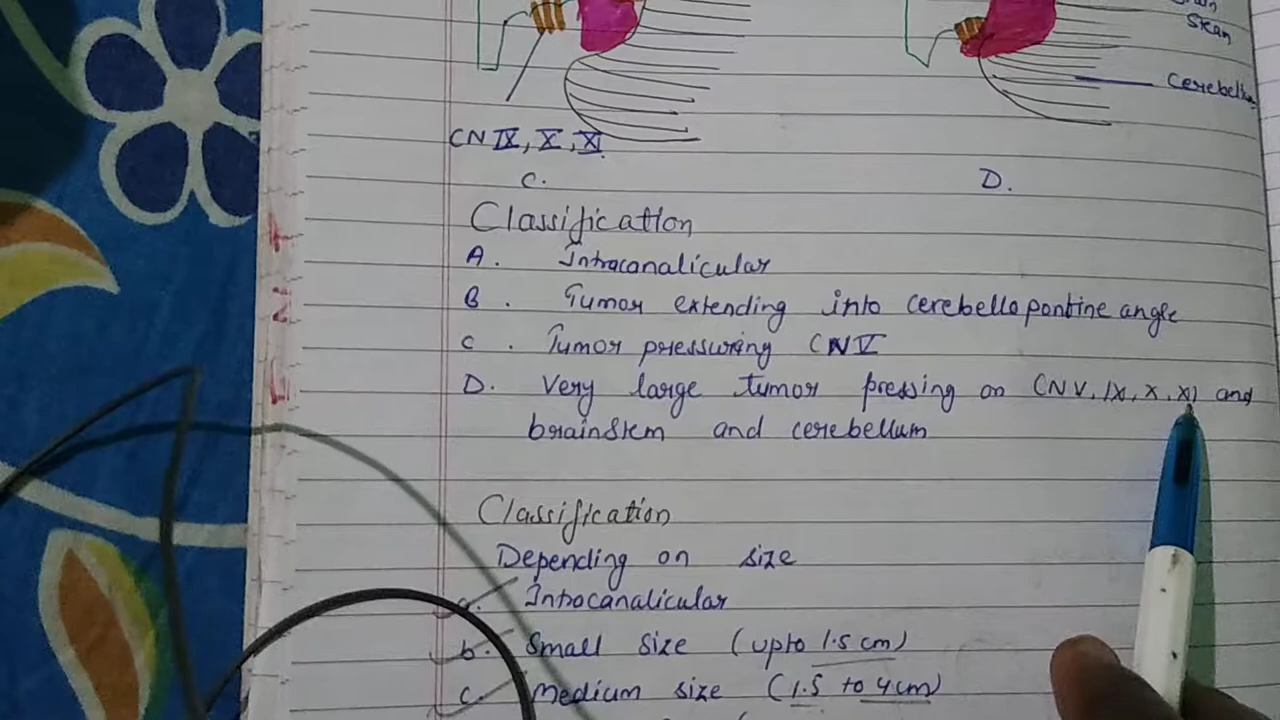 Cerebellum
CN IX, X, XI
C.
D.
Classification
A. Intracanalicular
B. Tumor extending into cerebellopontine angle
C. Tumor pressuring CN V
D. Very large tumor pressing on CN V, IX, X, XI and
brainstem and cerebellum
Classification
Depending on size
a. Intracanalicular
b. Small size (upto 1.5 cm)
c. Medium size (1.5 to 4cm)